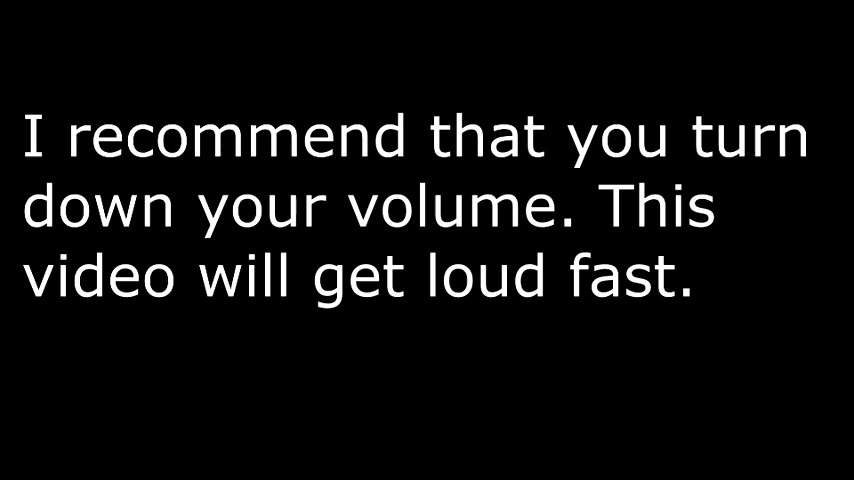 I recommend that you turn
down your volume. This
video will get loud fast.